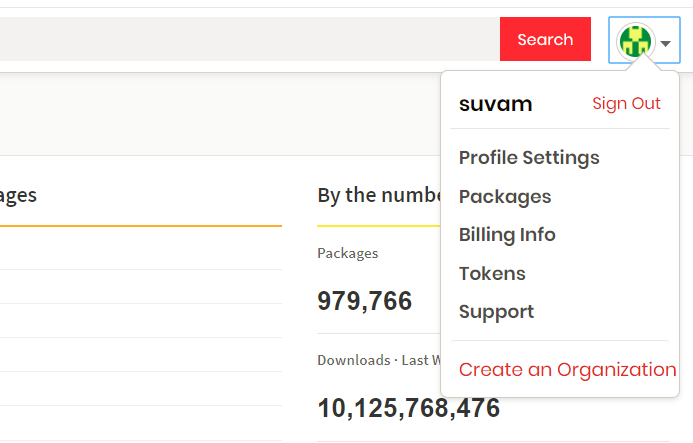 Search
suvam
Sign Out
Profile Settings
Packages
Billing Info
Tokens
Support
Create an Organization
ages
By the numbe
Packages
979,766
Downloads · Last W
10,125,768,476